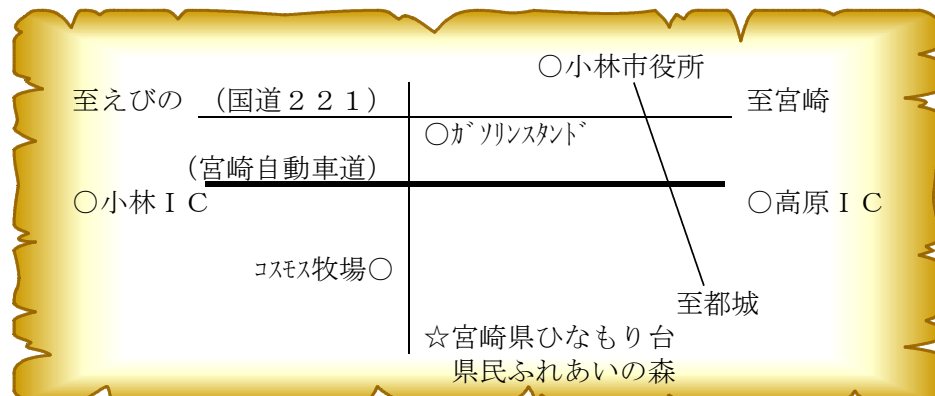 ○小林市役所
至えびの (国道221) 至宮崎
○ｶﾞｿﾘﾝｽﾀﾝﾄﾞ
(宮崎自動車道)
○小林IC ○高原IC
ｺｽﾓｽ牧場○
至都城
☆宮崎県ひなもり台
県民ふれあいの森